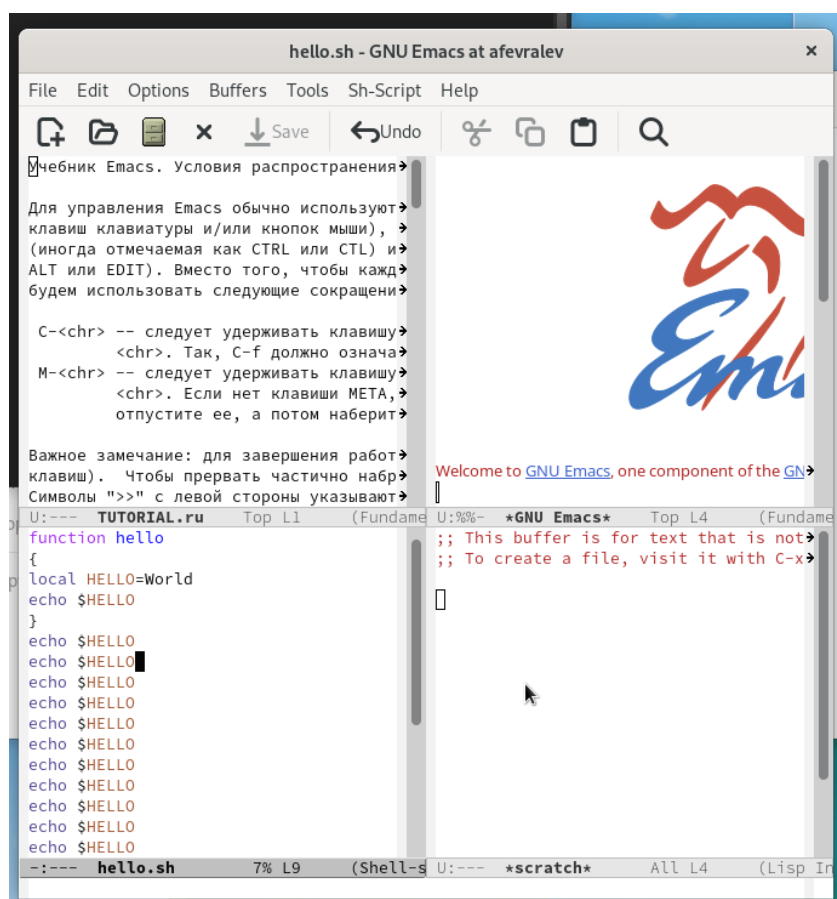 hello.sh - GNU Emacs at afevralev
File Edit Options Buffers Tools Sh-Script Help
Save Undo
Учебник Emacs. Условия распространения
Для управления Emacs обычно используют
клавиш клавиатуры и/или кнопок мыши),
(иногда отмечаемая как CTRL или CTL) и
ALT или EDIT). Вместо того, чтобы кажд
будем использовать следующие сокращени
C-<chr> -- следует удерживать клавишу
<chr>. Так, C-f должно означа
M-<chr> -- следует удерживать клавишу
<chr>. Если нет клавиши META,
отпустите ее, а потом наберит
Важное замечание: для завершения работ
клавиш). Чтобы прервать частично набр
Символы ">>" с левой стороны указывают
U:--- TUTORIAL.ru Top L1 (Fundame
Ema
Welcome to GNU Emacs, one component of the GN
U:%%- *GNU Emacs* Top L4 (Fundame
function hello
{
local HELLO=World
echo $HELLO
}
echo $HELLO
echo $HELLO
echo $HELLO
echo $HELLO
echo $HELLO
echo $HELLO
echo $HELLO
echo $HELLO
echo $HELLO
echo $HELLO
echo $HELLO
-:--- hello.sh 7% L9 (Shell-s
;; This buffer is for text that is not
;; To create a file, visit it with C-x
U:--- *scratch* All L4 (Lisp In